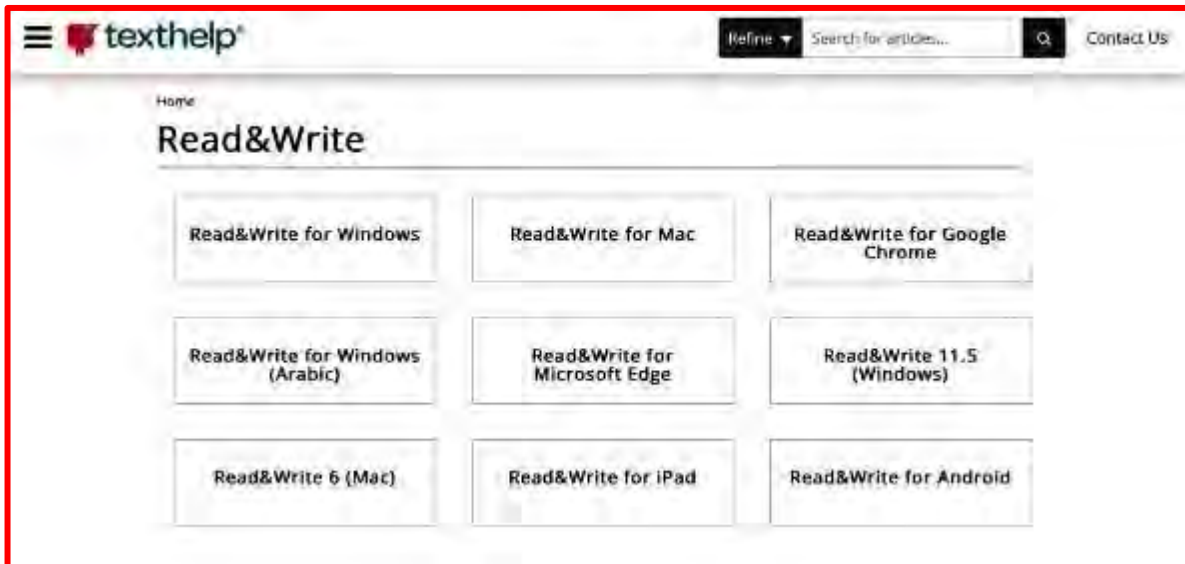 texthelp®
Refine
Search for articles...
Contact Us
Home
Read&Write
Read&Write for Windows
Read&Write for Mac
Read&Write for Google
Chrome
Read&Write for Windows
(Arabic)
Read&Write for
Microsoft Edge
Read&Write 11.5
(Windows)
Read&Write 6 (Mac)
Read&Write for iPad
Read&Write for Android